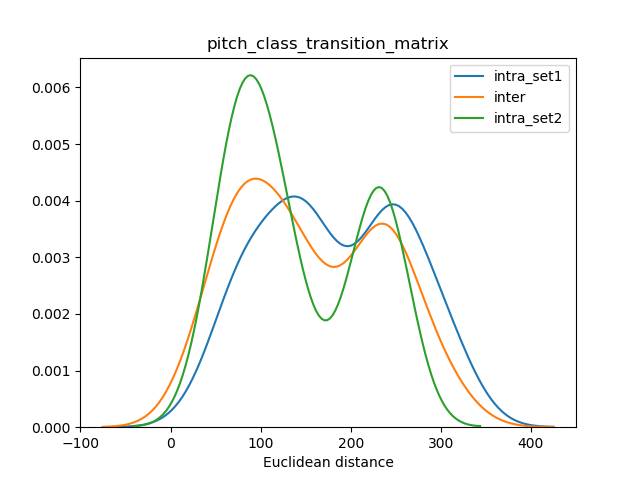 pitch_class_transition_matrix
intra_set1
inter
intra_set2
0.006
0.005
0.004
0.003
0.002
0.001
0.000
−100
0
100
200
300
400
Euclidean distance